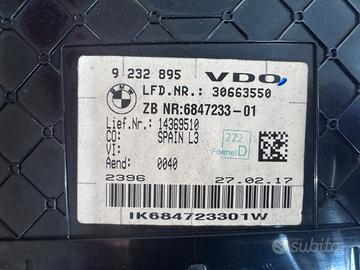 9 232 895 VDO
LFD.NR.: 30663550
ZB NR:6847233-01
Lief.Nr.: 14369510
CO: SPAIN L3
VI:
Aend: 0040
222
Formel D
2396 27.02.17
IK684723301W
subito